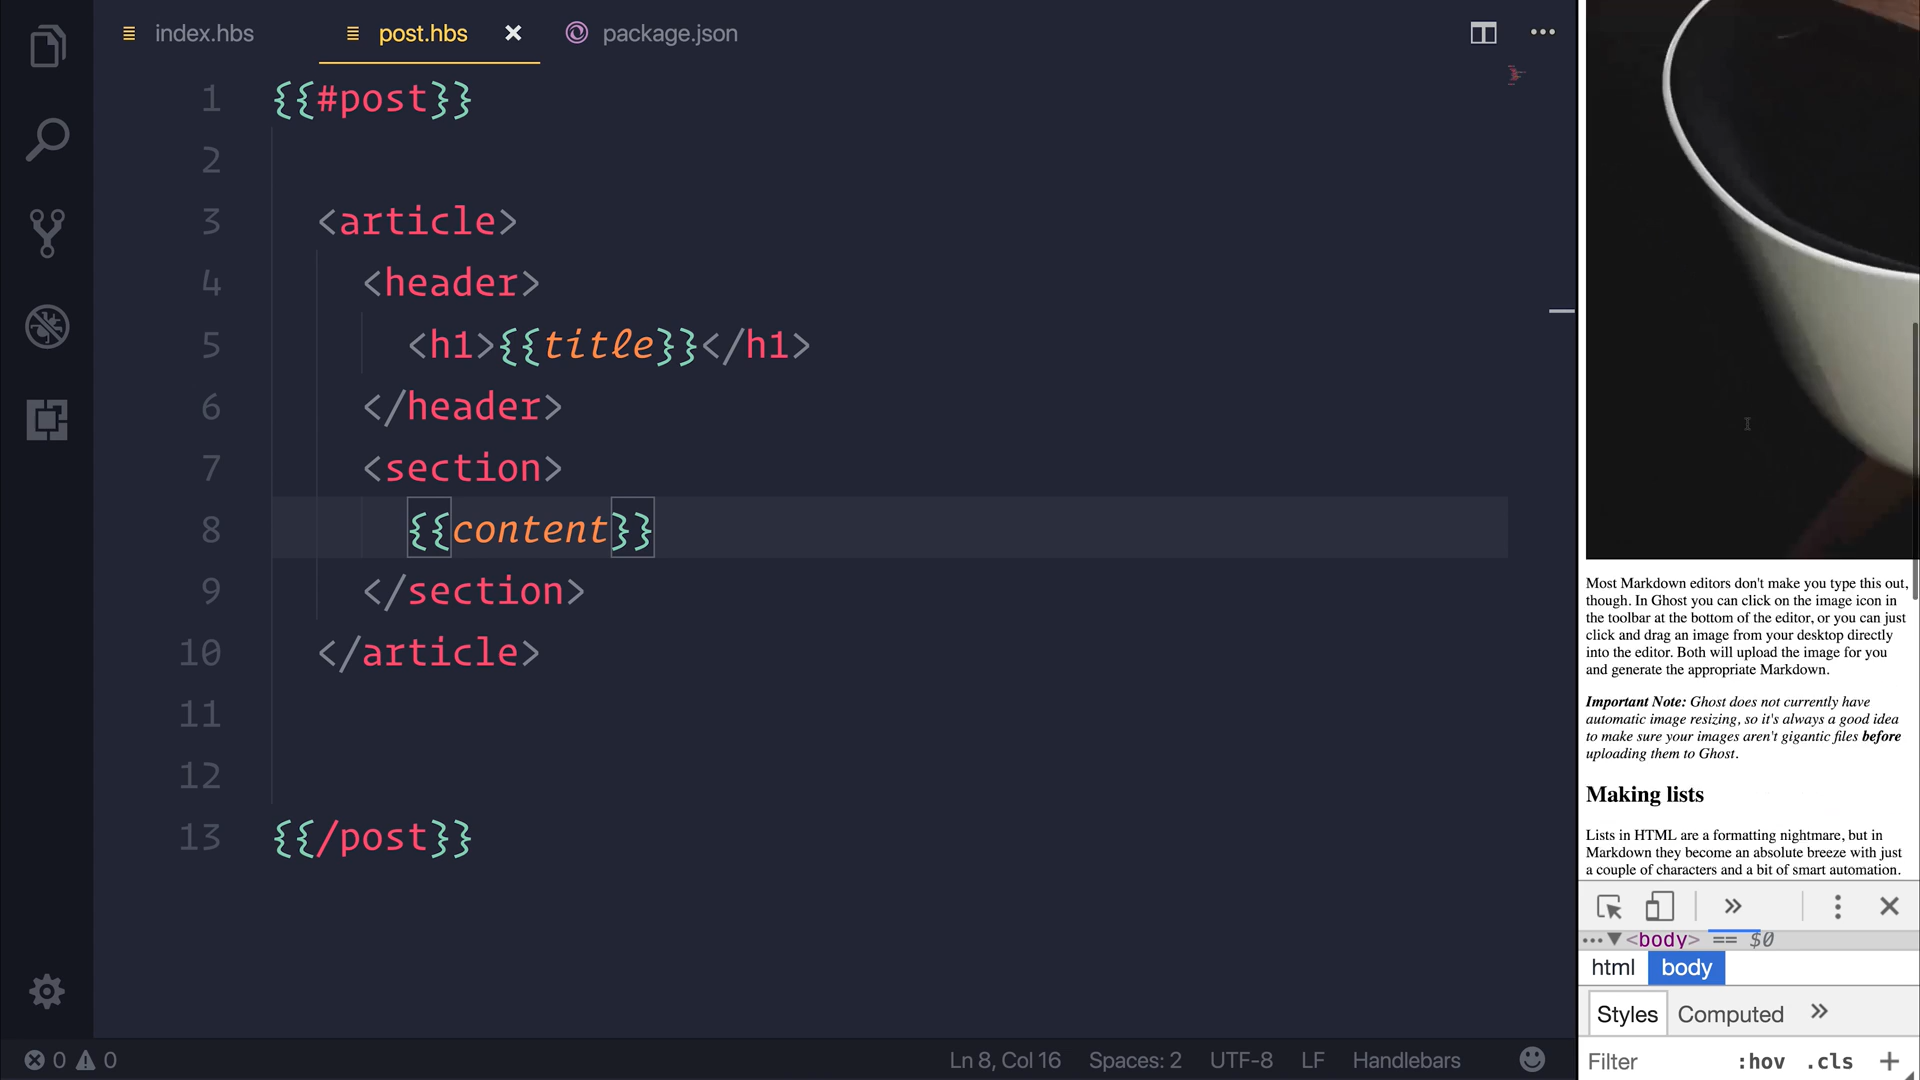 index.hbs
post.hbs
package.json
1 {{#post}}
2
3 <article>
4 <header>
5 <h1>{{title}}</h1>
6 </header>
7 <section>
8 {{content}}
9 </section>
10 </article>
11
12
13 {{/post}}
0 0
Ln 8, Col 16
Spaces: 2
UTF-8
LF
Handlebars
Most Markdown editors don't make you type this out,
though. In Ghost you can click on the image icon in
the toolbar at the bottom of the editor, or you can just
click and drag an image from your desktop directly
into the editor. Both will upload the image for you
and generate the appropriate Markdown.
Important Note: Ghost does not currently have
automatic image resizing, so it's always a good idea
to make sure your images aren't gigantic files before
uploading them to Ghost.
Making lists
Lists in HTML are a formatting nightmare, but in
Markdown they become an absolute breeze with just
a couple of characters and a bit of smart automation.
<body> == $0
html body
Styles Computed
Filter :hov .cls